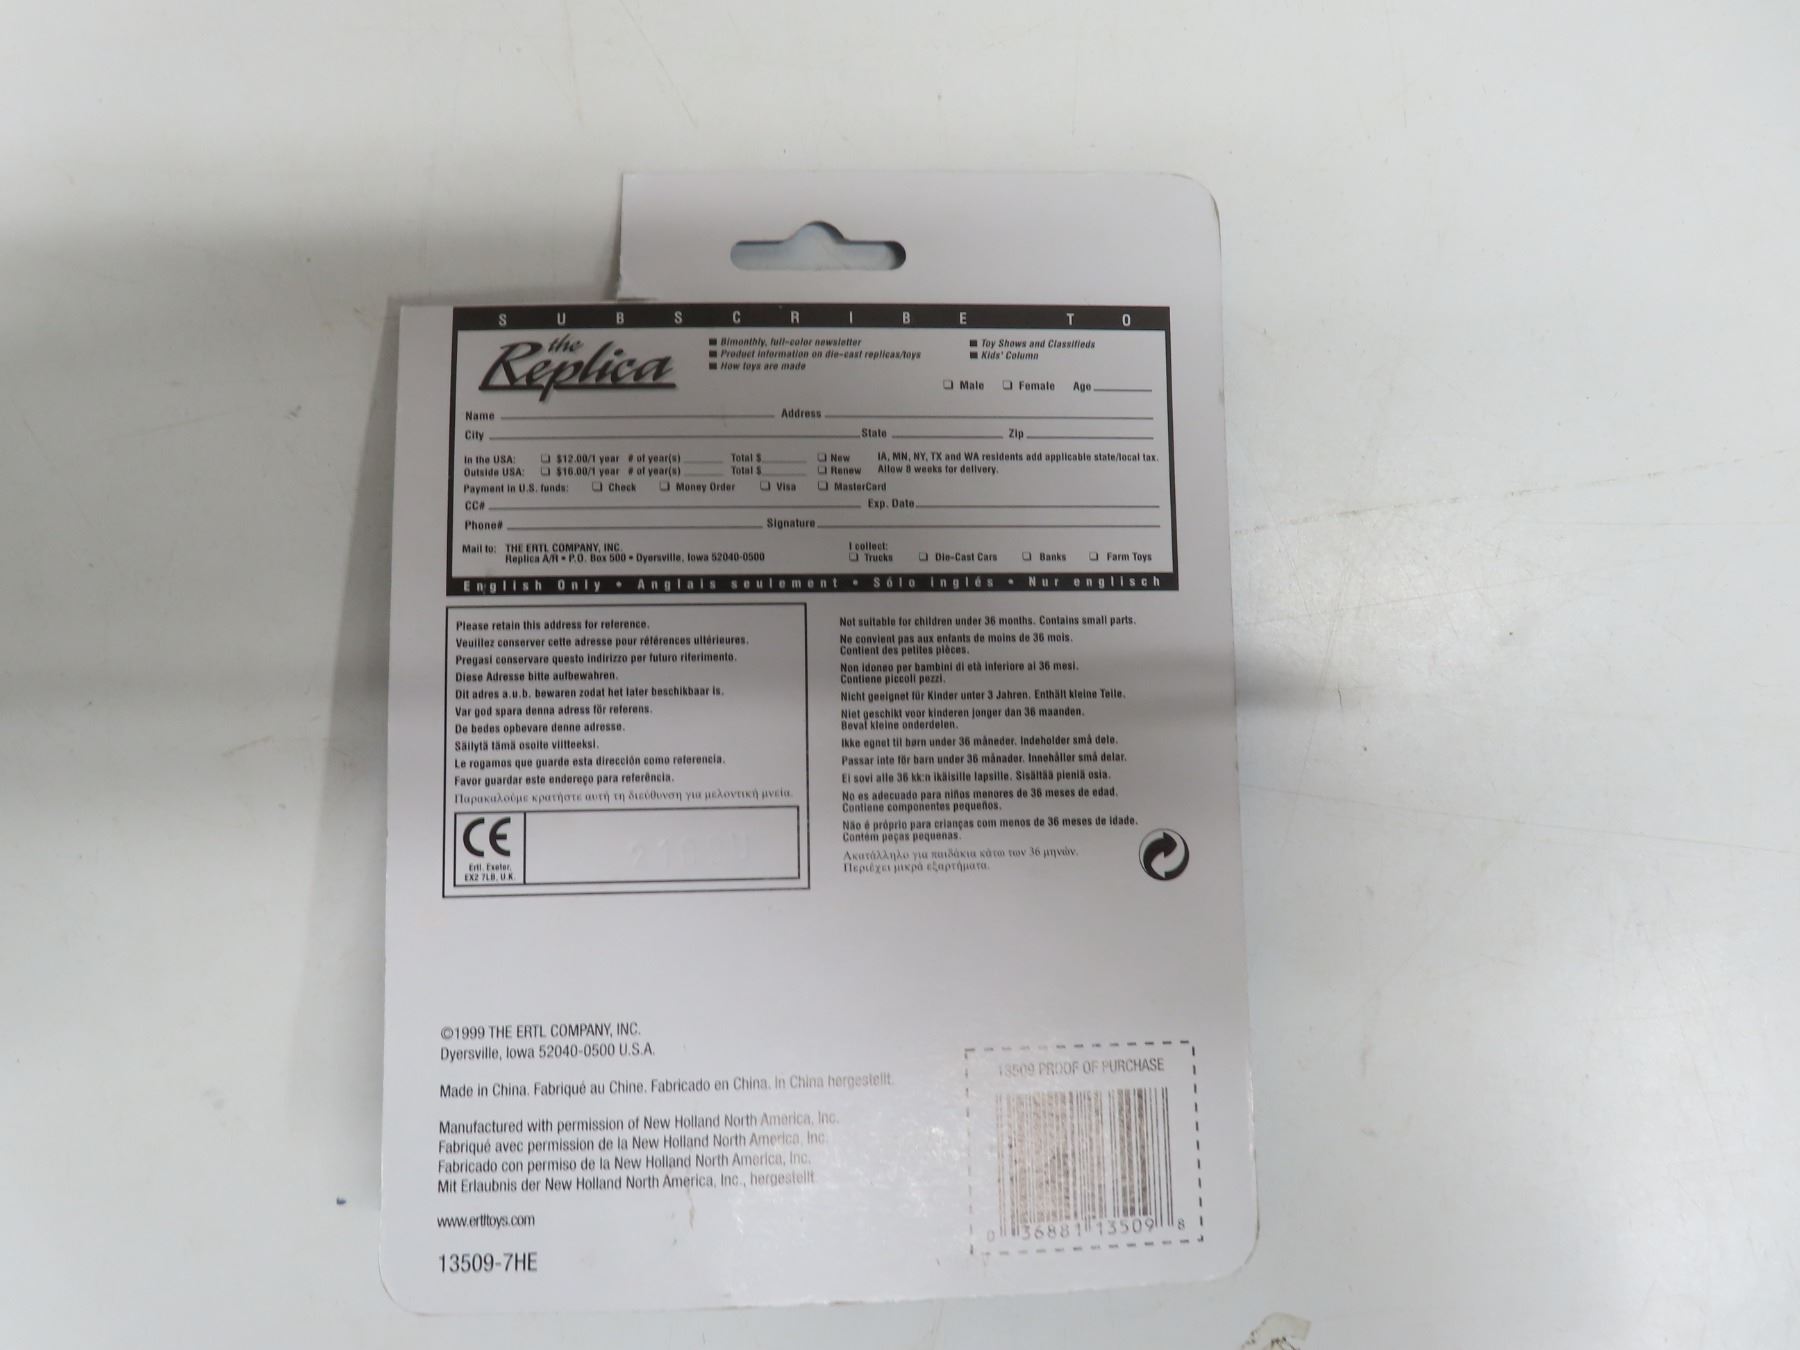 SUBSCRIBE TO
the
Replica
■ Bimonthly, full-color newsletter
■ Product information on die-cast replicas/toys
■ How toys are made
■ Toy Shows and Classifieds
■ Kids' Column
❑ Male ❑ Female Age
Name Address
City State Zip
In the USA: ❑ $12.00/1 year # of year(s) Total $ ❑ New IA, MN, NY, TX and WA residents add applicable state/local tax.
Outside USA: ❑ $16.00/1 year # of year(s) Total $ ❑ Renew Allow 8 weeks for delivery.
Payment in U.S. funds: ❑ Check ❑ Money Order ❑ Visa ❑ MasterCard
CC# Exp. Date
Phone# Signature
Mail to: THE ERTL COMPANY, INC.
Replica A/R • P.O. Box 500 • Dyersville, Iowa 52040-0500
I collect:
❑ Trucks ❑ Die-Cast Cars ❑ Banks ❑ Farm Toys
English Only • Anglais seulement • Sólo inglés • Nur englisch
Please retain this address for reference.
Veuillez conserver cette adresse pour références ultérieures.
Pregasi conservare questo indirizzo per futuro riferimento.
Diese Adresse bitte aufbewahren.
Dit adres a.u.b. bewaren zodat het later beschikbaar is.
Var god spara denna adress för referens.
De bedes opbevare denne adresse.
Säilytä tämä osoite viitteeksi.
Le rogamos que guarde esta dirección como referencia.
Favor guardar este endereço para referência.
Παρακαλούμε κρατήστε αυτή τη διεύθυνση για μελοντική μνεία.
CE
Ertl, Exeter,
EX2 7LB, U.K.
Not suitable for children under 36 months. Contains small parts.
Ne convient pas aux enfants de moins de 36 mois.
Contient des petites pièces.
Non idoneo per bambini di età inferiore ai 36 mesi.
Contiene piccoli pezzi.
Nicht geeignet für Kinder unter 3 Jahren. Enthält kleine Teile.
Niet geschikt voor kinderen jonger dan 36 maanden.
Bevat kleine onderdelen.
Ikke egnet til børn under 36 måneder. Indeholder små dele.
Passar inte för barn under 36 månader. Innehåller små delar.
Ei sovi alle 36 kk:n ikäisille lapsille. Sisältää pieniä osia.
No es adecuado para niños menores de 36 meses de edad.
Contiene componentes pequeños.
Não é próprio para crianças com menos de 36 meses de idade.
Contém peças pequenas.
Ακατάλληλο για παιδάκια κάτω των 36 μηνών.
Περιέχει μικρά εξαρτήματα.
©1999 THE ERTL COMPANY, INC.
Dyersville, Iowa 52040-0500 U.S.A.
Made in China. Fabriqué au Chine. Fabricado en China. In China hergestellt.
Manufactured with permission of New Holland North America, Inc.
Fabriqué avec permission de la New Holland North America, Inc.
Fabricado con permiso de la New Holland North America, Inc.
Mit Erlaubnis der New Holland North America, Inc., hergestellt
www.ertltoys.com
13509-7HE
13509 PROOF OF PURCHASE
0 36881 13509 8